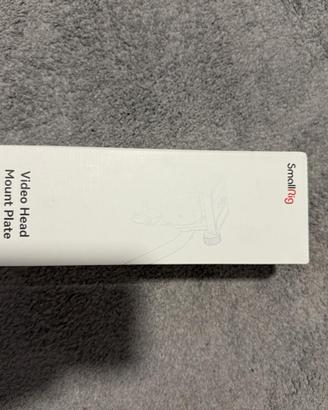 SmallRig
Video Head
Mount Plate